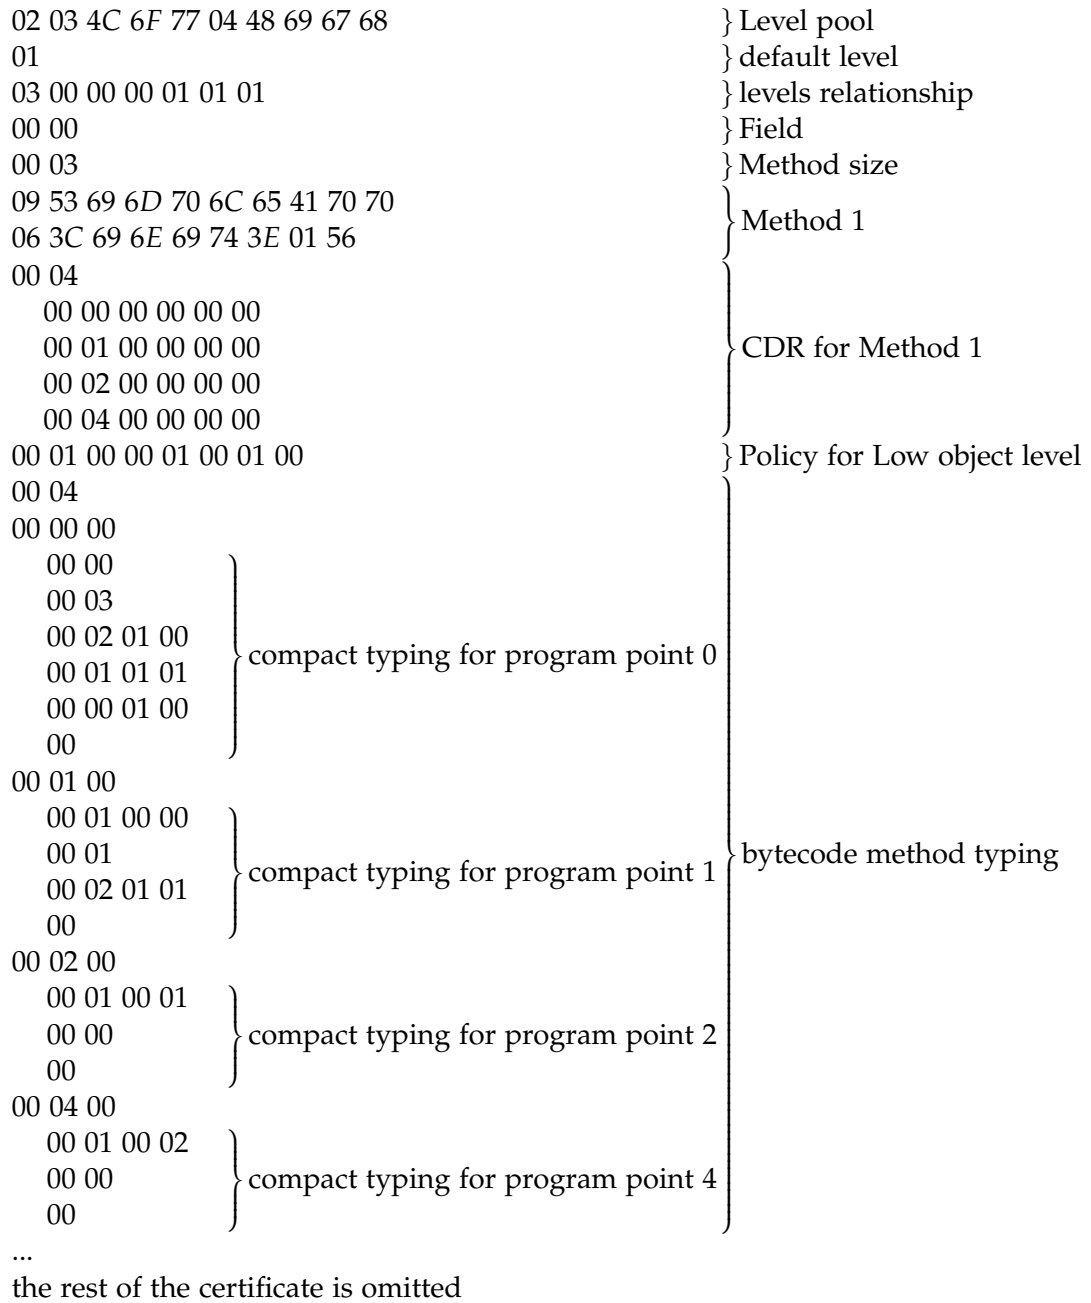 02 03 4C 6F 77 04 48 69 67 68 } Level pool
01 } default level
03 00 00 00 01 01 01 } levels relationship
00 00 } Field
00 03 } Method size
09 53 69 6D 70 6C 65 41 70 70
06 3C 69 6E 69 74 3E 01 56 } Method 1
00 04
00 00 00 00 00 00
00 01 00 00 00 00
00 02 00 00 00 00
00 04 00 00 00 00
} CDR for Method 1
00 01 00 00 01 00 01 00 } Policy for Low object level
00 04
00 00 00
00 00
00 03
00 02 01 00
00 01 01 01
00 00 01 00
00
} compact typing for program point 0
00 01 00
00 01 00 00
00 01
00 02 01 01
00
} compact typing for program point 1
00 02 00
00 01 00 01
00 00
00
} compact typing for program point 2
00 04 00
00 01 00 02
00 00
00
} compact typing for program point 4
} bytecode method typing
...
the rest of the certificate is omitted